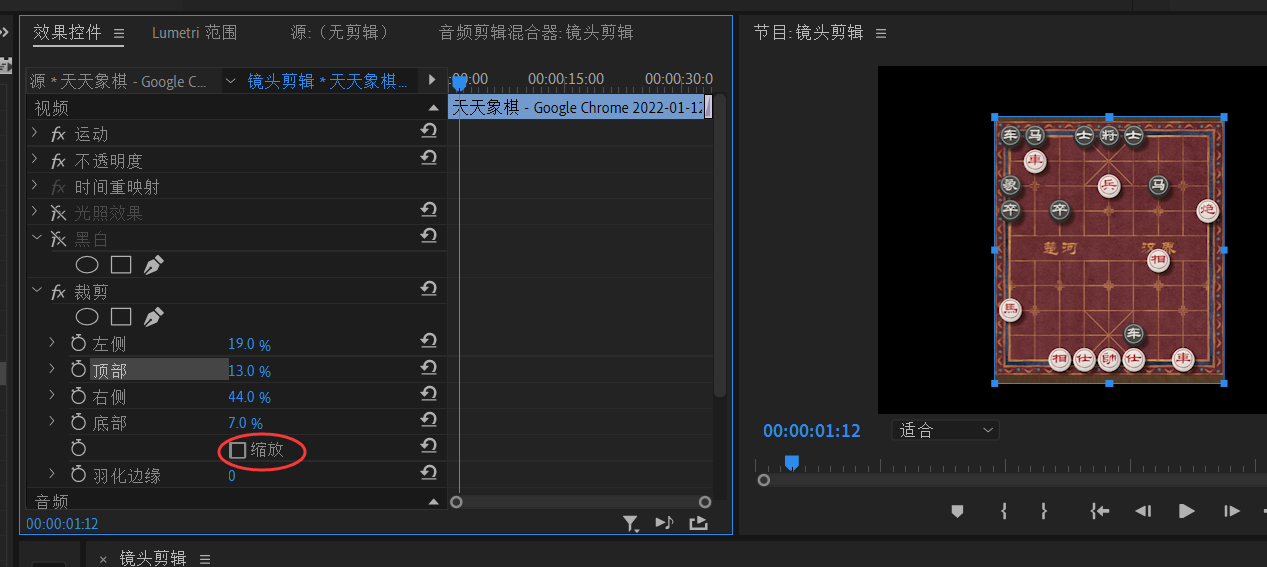 效果控件
Lumetri 范围
源:（无剪辑）
音频剪辑混合器: 镜头剪辑
源 * 天天象棋 - Google C...
镜头剪辑 * 天天象棋...
:00:00
00:00:15:00
00:00:30:0
视频
天天象棋 - Google Chrome 2022-01-12
fx 运动
fx 不透明度
fx 时间重映射
fx 光照效果
fx 黑白
fx 裁剪
左侧 19.0 %
顶部 13.0 %
右侧 44.0 %
底部 7.0 %
缩放
羽化边缘 0
音频
00:00:01:12
节目: 镜头剪辑
车 马 士 将 士
車
象 兵 马
卒 卒 炮
楚河 汉界
相
馬
车
相 仕 帥 仕 車
00:00:01:12
适合
× 镜头剪辑